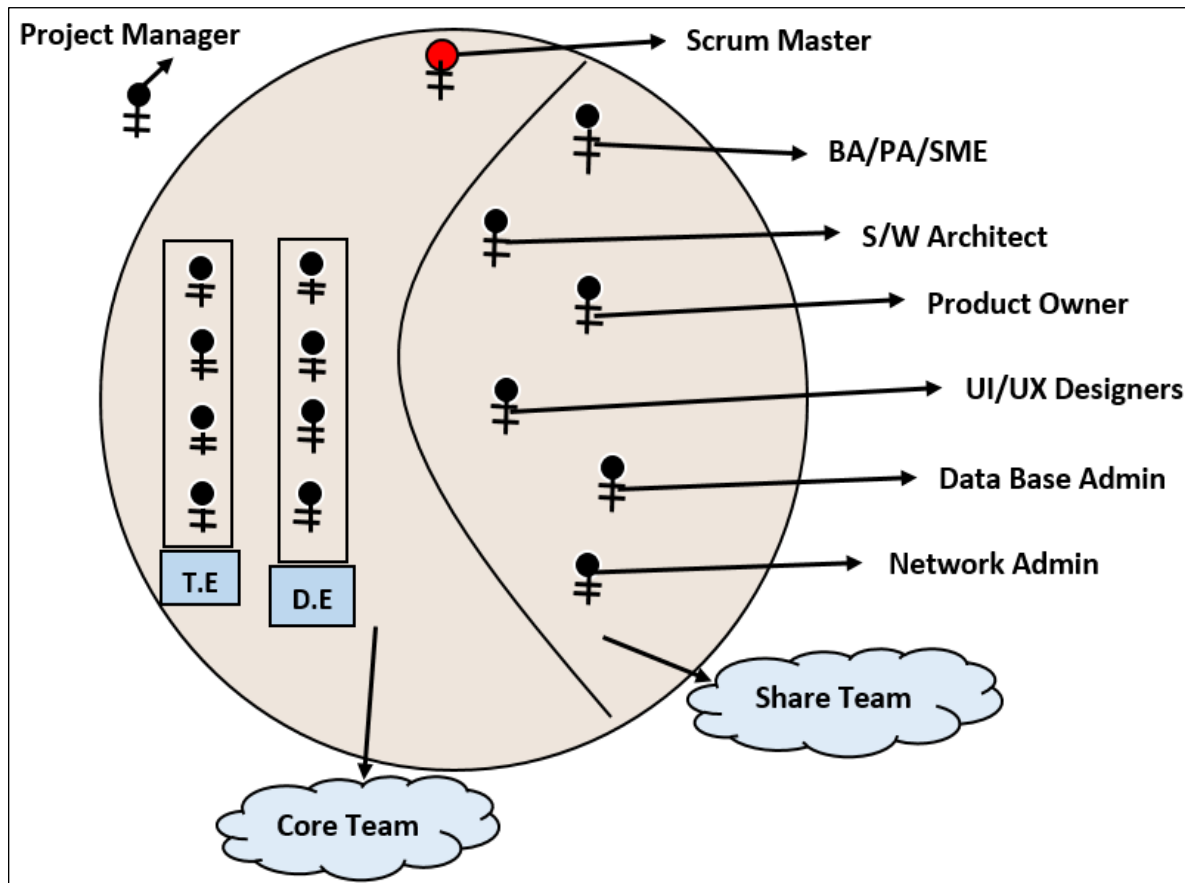 Project Manager
Scrum Master
BA/PA/SME
S/W Architect
Product Owner
UI/UX Designers
Data Base Admin
Network Admin
T.E
D.E
Share Team
Core Team